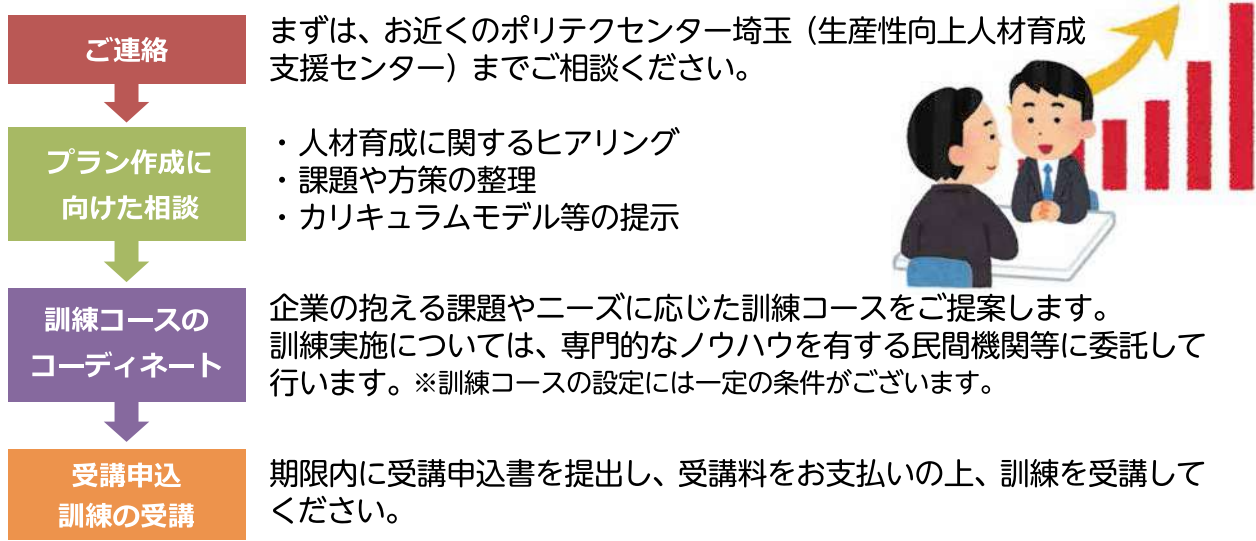 ご連絡
まずは、お近くのポリテクセンター埼玉（生産性向上人材育成
支援センター）までご相談ください。
プラン作成に
向けた相談
・人材育成に関するヒアリング
・課題や方策の整理
・カリキュラムモデル等の提示
訓練コースの
コーディネート
企業の抱える課題やニーズに応じた訓練コースをご提案します。
訓練実施については、専門的なノウハウを有する民間機関等に委託して
行います。※訓練コースの設定には一定の条件がございます。
受講申込
訓練の受講
期限内に受講申込書を提出し、受講料をお支払いの上、訓練を受講して
ください。